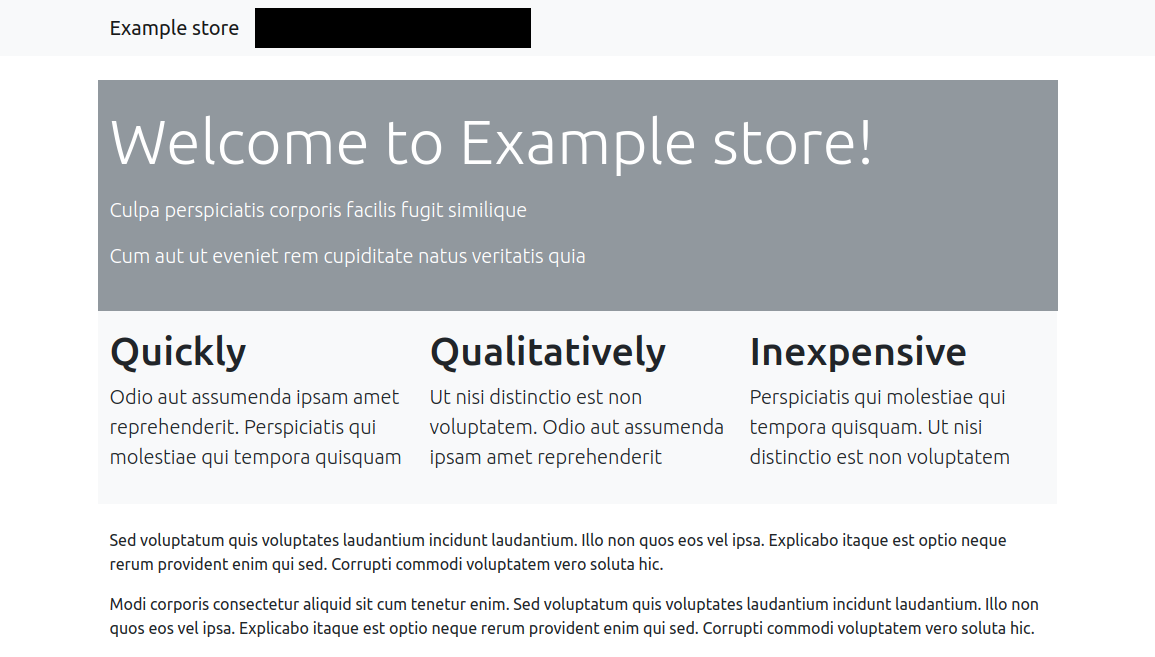 Example store
Welcome to Example store!
Culpa perspiciatis corporis facilis fugit similique
Cum aut ut eveniet rem cupiditate natus veritatis quia
Quickly
Odio aut assumenda ipsam amet
reprehenderit. Perspiciatis qui
molestiae qui tempora quisquam
Qualitatively
Ut nisi distinctio est non
voluptatem. Odio aut assumenda
ipsam amet reprehenderit
Inexpensive
Perspiciatis qui molestiae qui
tempora quisquam. Ut nisi
distinctio est non voluptatem
Sed voluptatum quis voluptates laudantium incidunt laudantium. Illo non quos eos vel ipsa. Explicabo itaque est optio neque
rerum provident enim qui sed. Corrupti commodi voluptatem vero soluta hic.
Modi corporis consectetur aliquid sit cum tenetur enim. Sed voluptatum quis voluptates laudantium incidunt laudantium. Illo non
quos eos vel ipsa. Explicabo itaque est optio neque rerum provident enim qui sed. Corrupti commodi voluptatem vero soluta hic.